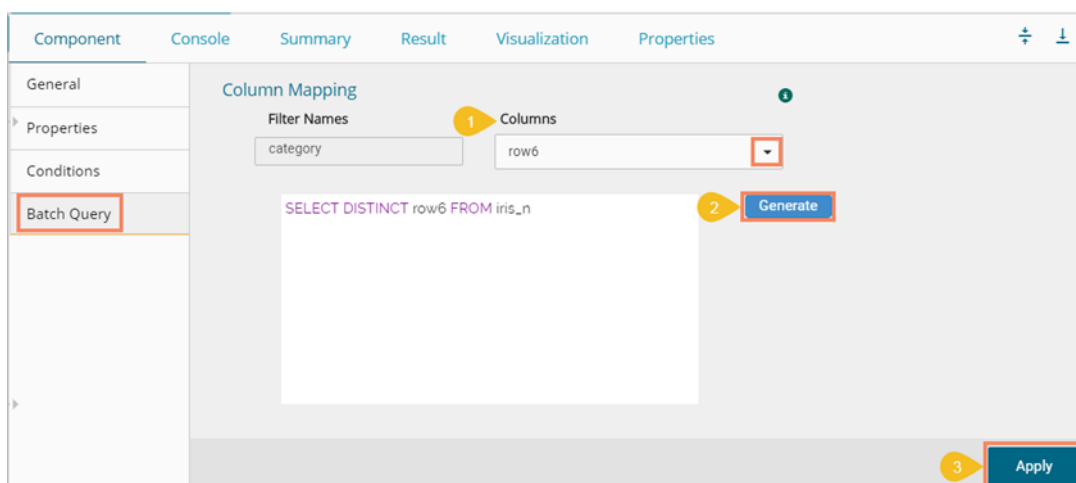 Component Console Summary Result Visualization Properties
General
Properties
Conditions
Batch Query
Column Mapping
Filter Names
1 Columns
category
row6
SELECT DISTINCT row6 FROM iris_n
2 Generate
3 Apply